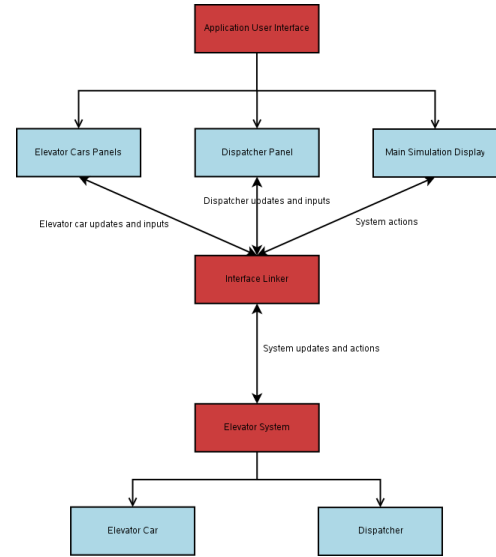 Application User Interface
Elevator Cars Panels
Dispatcher Panel
Main Simulation Display
Dispatcher updates and inputs
Elevator car updates and inputs
System actions
Interface Linker
System updates and actions
Elevator System
Elevator Car
Dispatcher